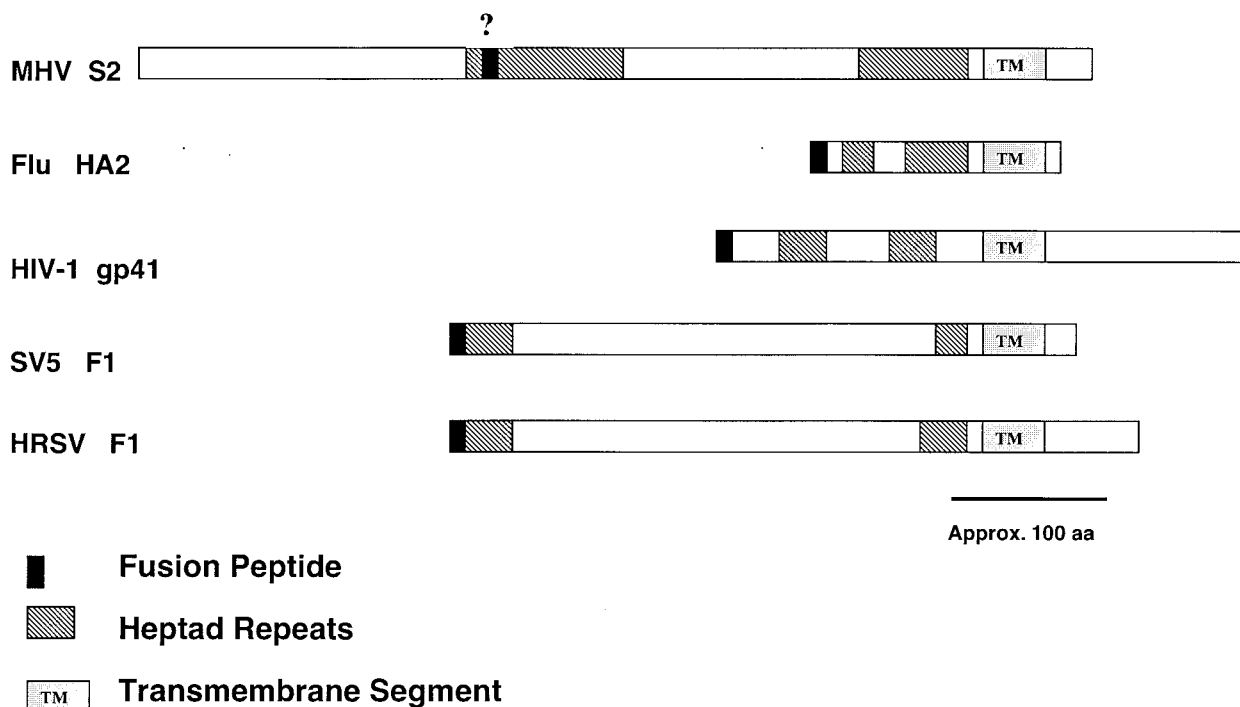 ?
MHV S2 TM
Flu HA2 TM
HIV-1 gp41 TM
SV5 F1 TM
HRSV F1 TM
Approx. 100 aa
Fusion Peptide
Heptad Repeats
TM Transmembrane Segment